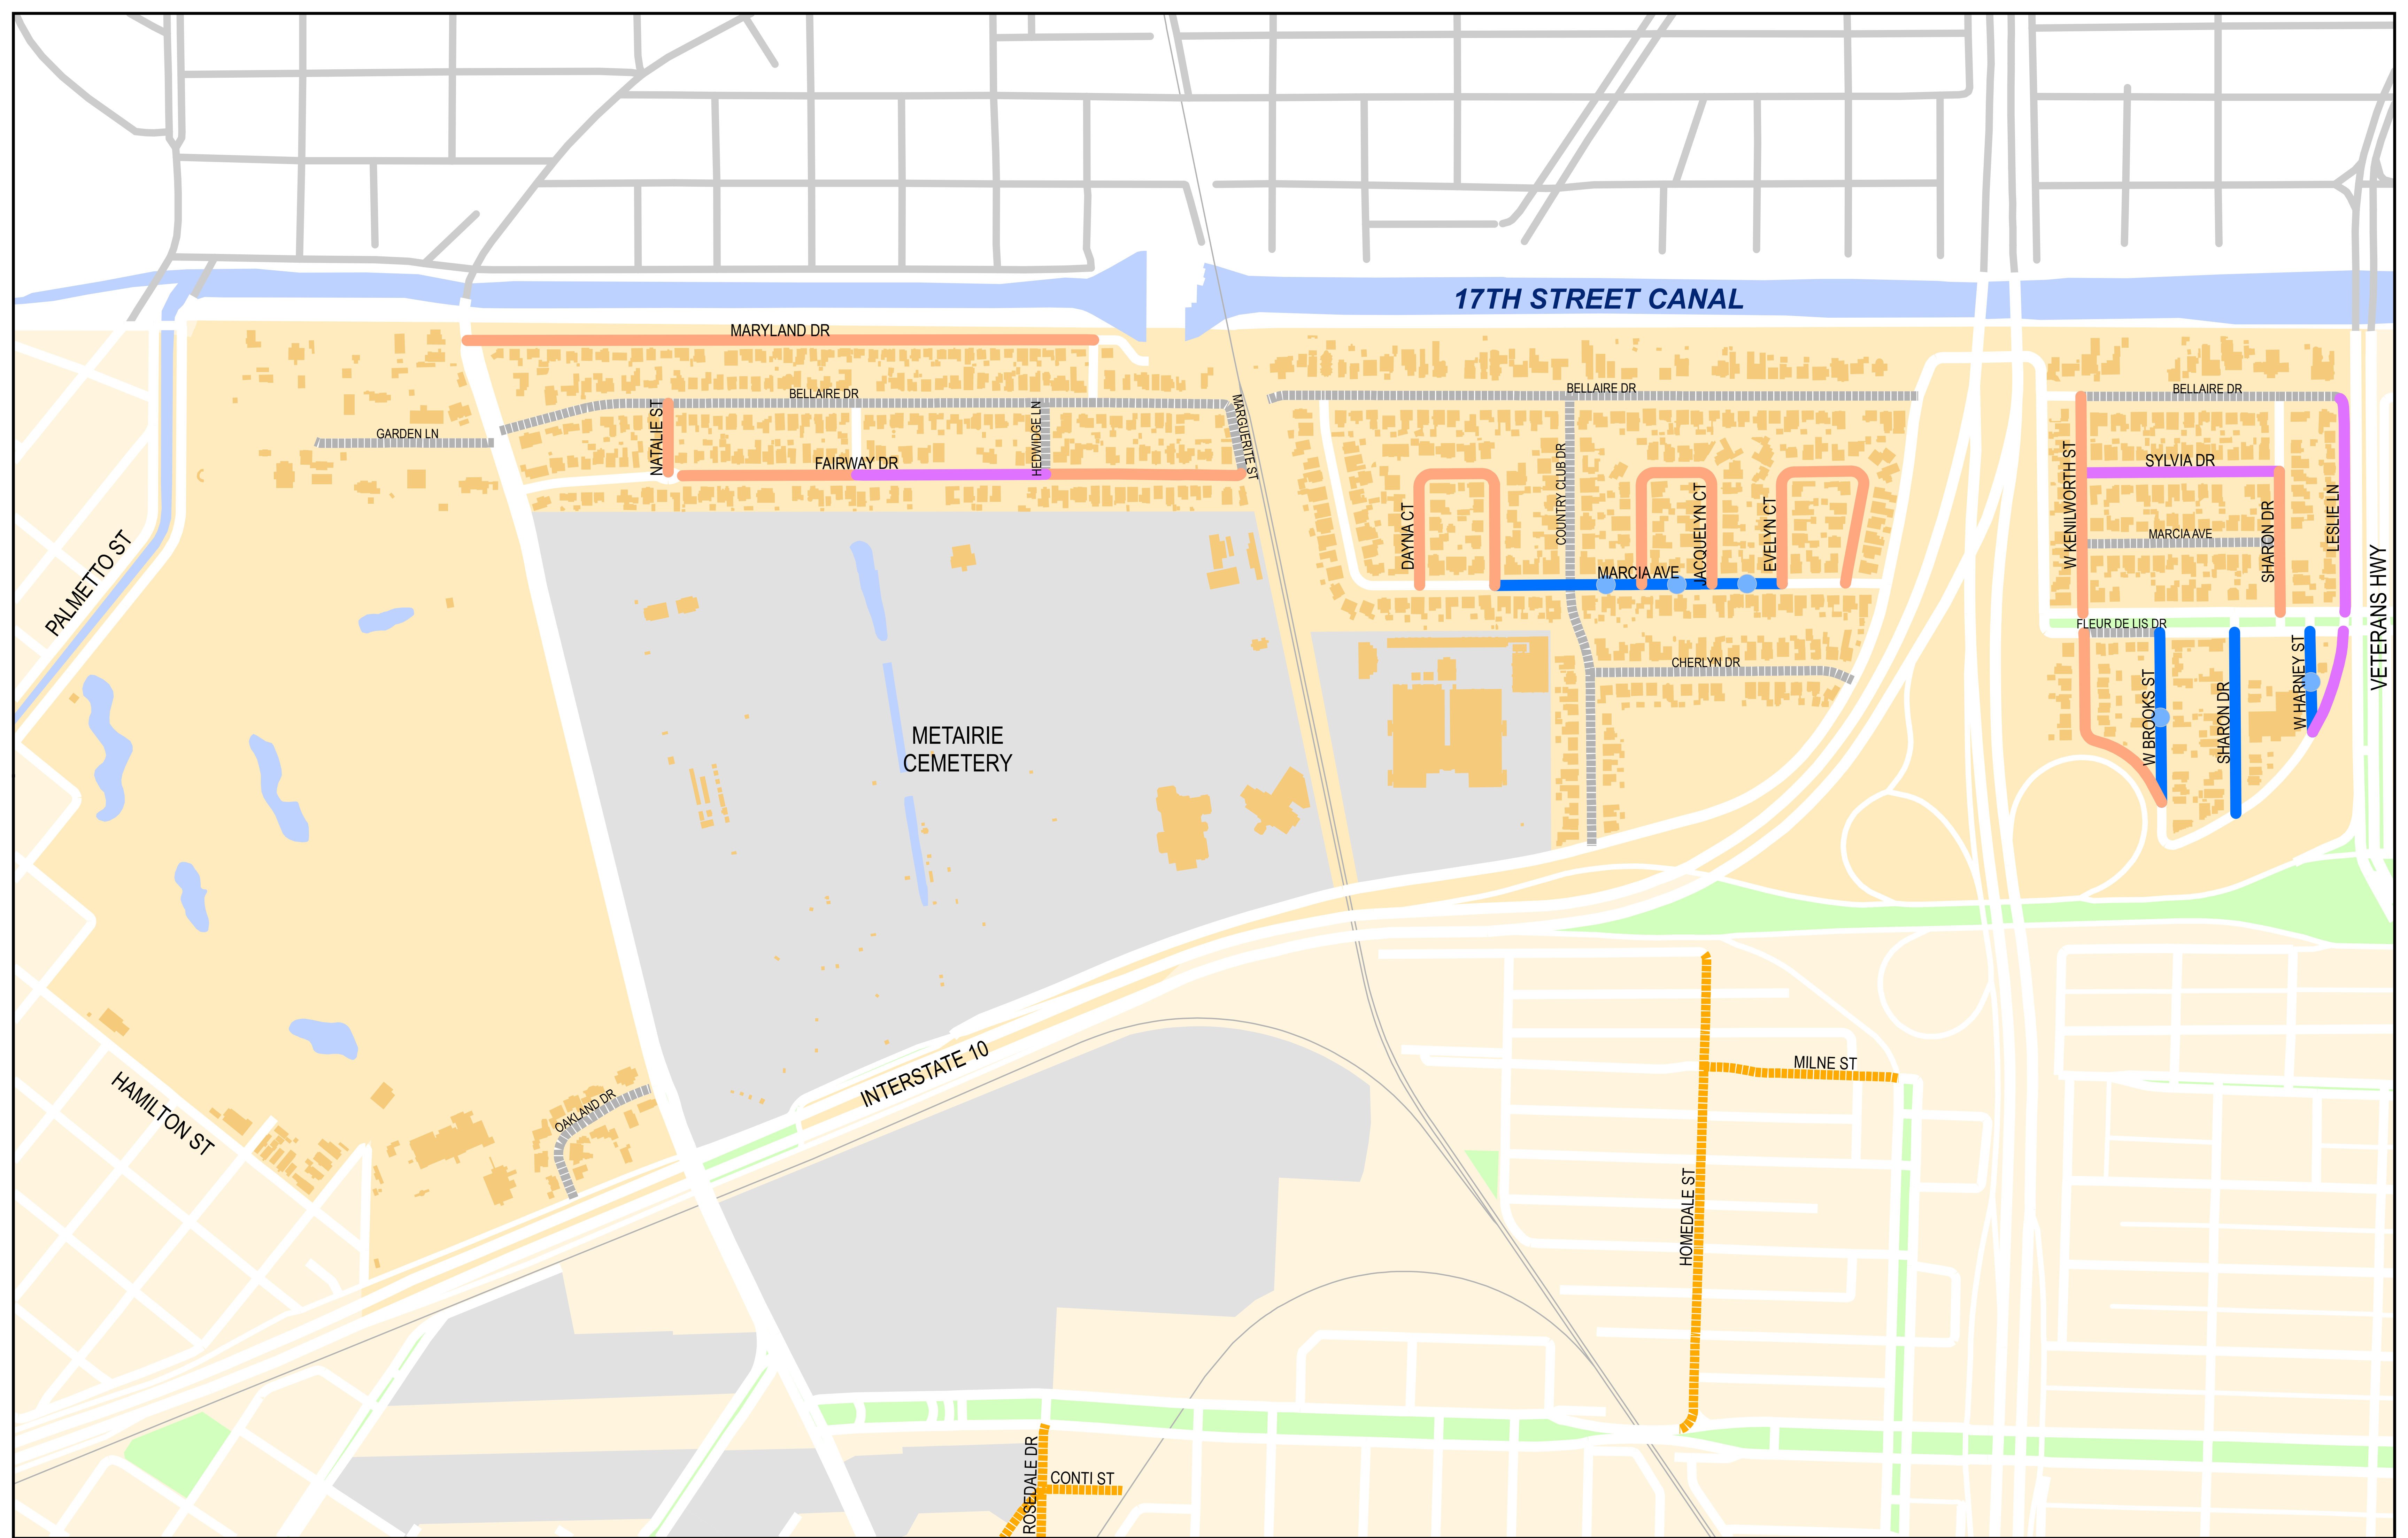 17TH STREET CANAL
MARYLAND DR
BELLAIRE DR
BELLAIRE DR
BELLAIRE DR
NATALIE ST
GARDEN LN
HEDWIDGE LN
MARGUERITE ST
FAIRWAY DR
COUNTRY CLUB DR
DAYNA CT
JACQUELYN CT
EVELYN CT
MARCIA AVE
W KENILWORTH ST
SYLVIA DR
MARCIA AVE
SHARON DR
LESLIE LN
VETERANS HWY
PALMETTO ST
FLEUR DE LIS DR
CHERLYN DR
W BROOKS ST
SHARON DR
W HARNEY ST
METAIRIE
CEMETERY
INTERSTATE 10
MILNE ST
HAMILTON ST
OAKLAND DR
HOMEDALE ST
ROSEDALE DR
CONTI ST